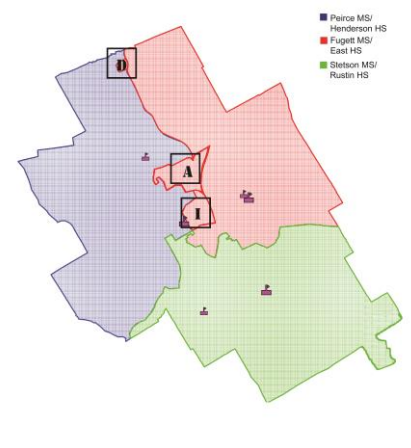 Peirce MS/
Henderson HS
Fugett MS/
East HS
Stetson MS/
Rustin HS
D
A
I